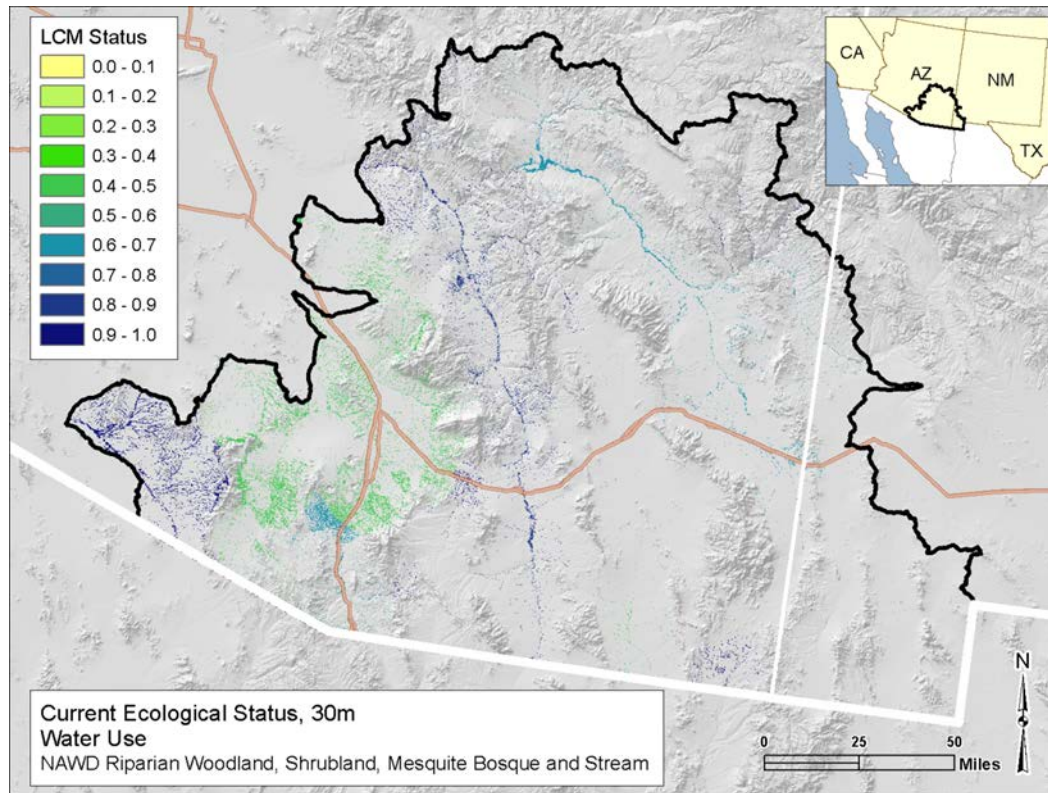 LCM Status
0.0 - 0.1
0.1 - 0.2
0.2 - 0.3
0.3 - 0.4
0.4 - 0.5
0.5 - 0.6
0.6 - 0.7
0.7 - 0.8
0.8 - 0.9
0.9 - 1.0
CA
AZ
NM
TX
Current Ecological Status, 30m
Water Use
NAWD Riparian Woodland, Shrubland, Mesquite Bosque and Stream
N
0 25 50
Miles